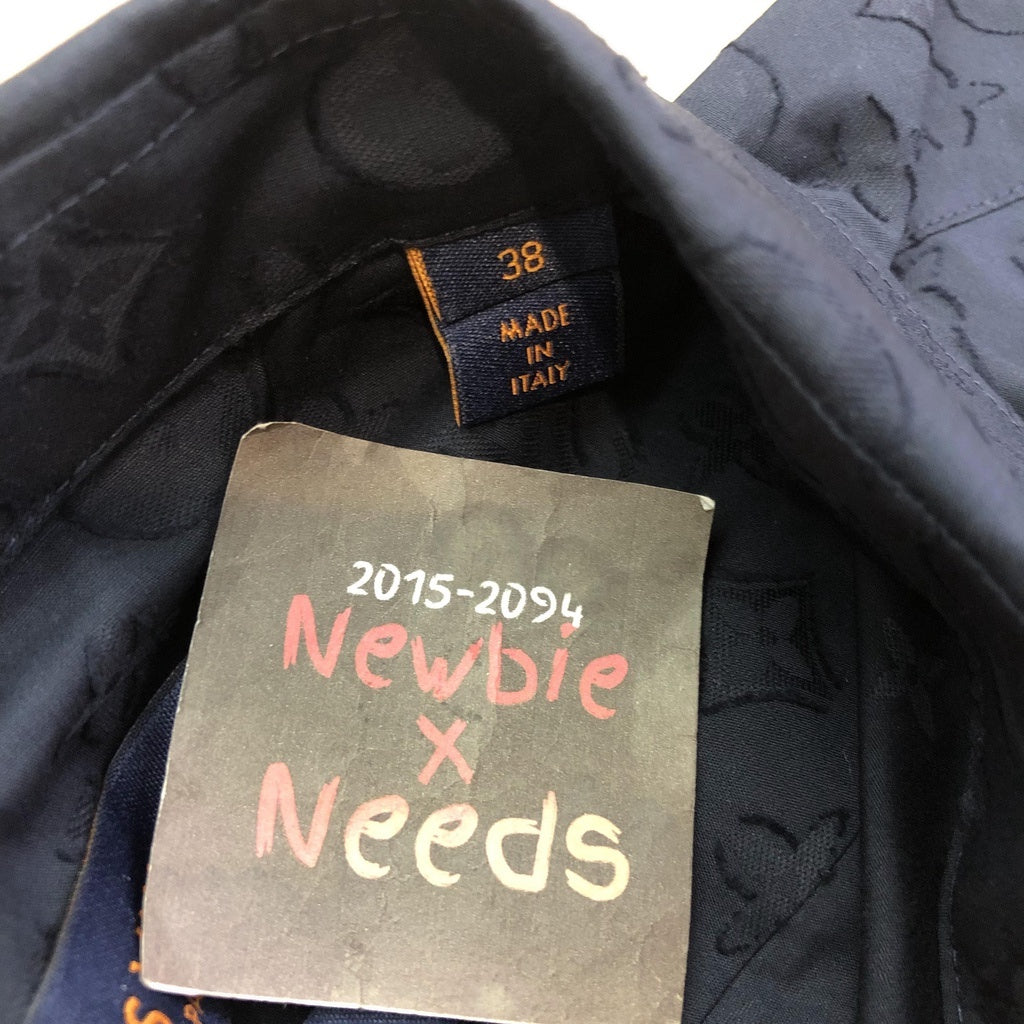 38
MADE
IN
ITALY
2015-2094
Newbie
x
Needs